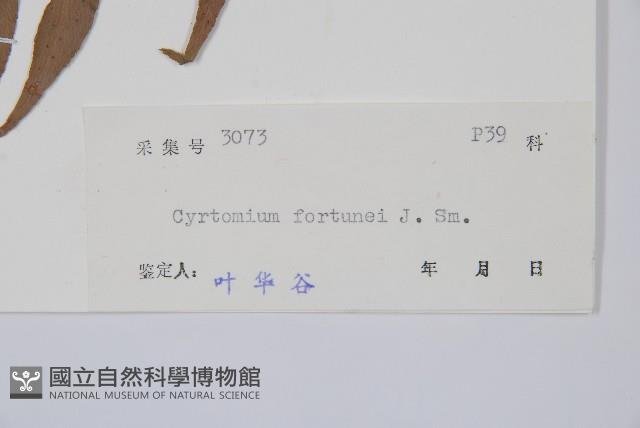 采集号 3073 P39 科
Cyrtomium fortunei J. Sm.
鉴定人: 叶华谷 年 月 日
國立自然科學博物館
NATIONAL MUSEUM OF NATURAL SCIENCE